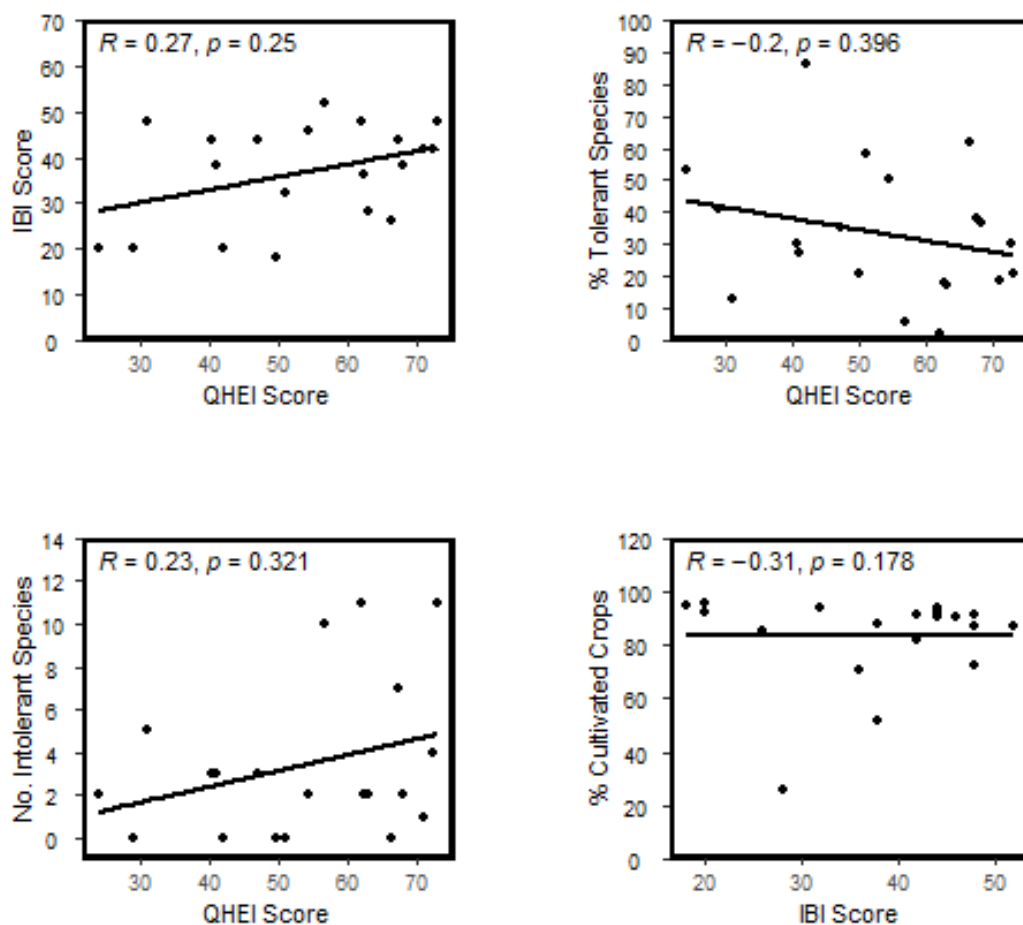 R = 0.27, p = 0.25
IBI Score
70
60
50
40
30
20
10
0
30 40 50 60 70
QHEI Score
R = −0.2, p = 0.396
% Tolerant Species
100
90
80
70
60
50
40
30
20
10
0
30 40 50 60 70
QHEI Score
R = 0.23, p = 0.321
No. Intolerant Species
14
12
10
8
6
4
2
0
30 40 50 60 70
QHEI Score
R = −0.31, p = 0.178
% Cultivated Crops
120
100
80
60
40
20
0
20 30 40 50
IBI Score